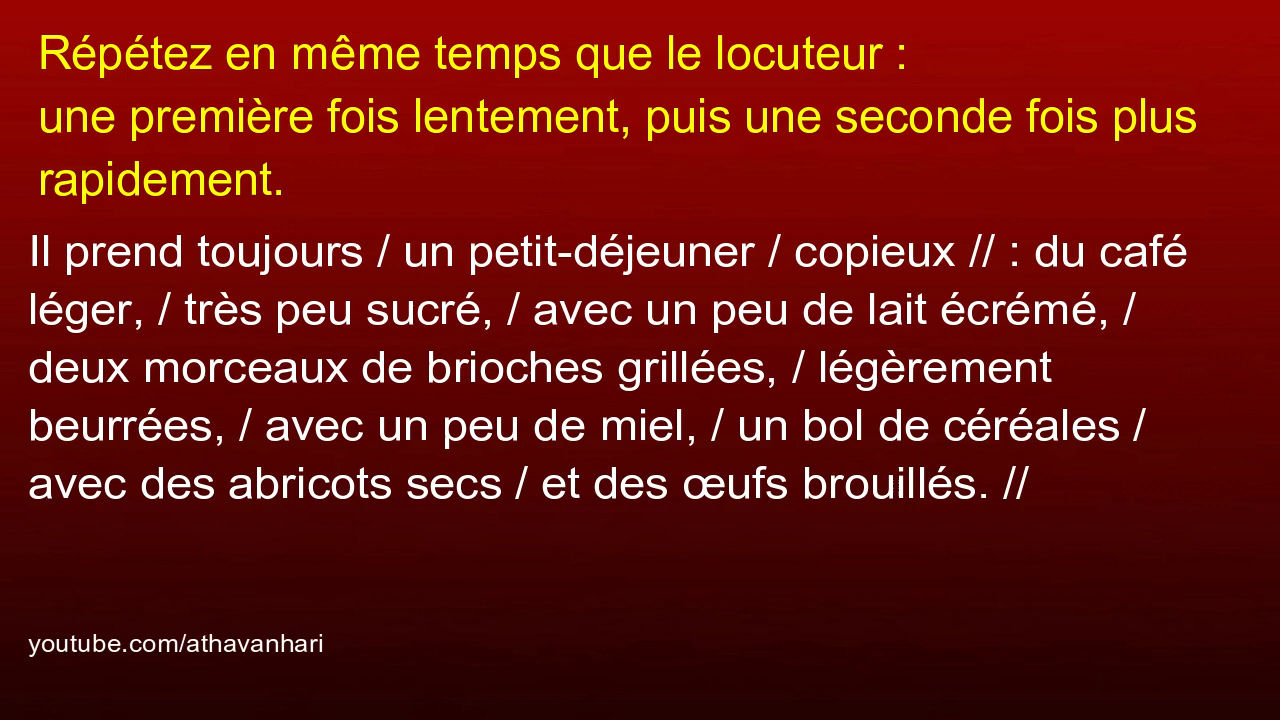 Répétez en même temps que le locuteur :
une première fois lentement, puis une seconde fois plus
rapidement.
Il prend toujours / un petit-déjeuner / copieux // : du café
léger, / très peu sucré, / avec un peu de lait écrémé, /
deux morceaux de brioches grillées, / légèrement
beurrées, / avec un peu de miel, / un bol de céréales /
avec des abricots secs / et des œufs brouillés. //
youtube.com/athavanhari